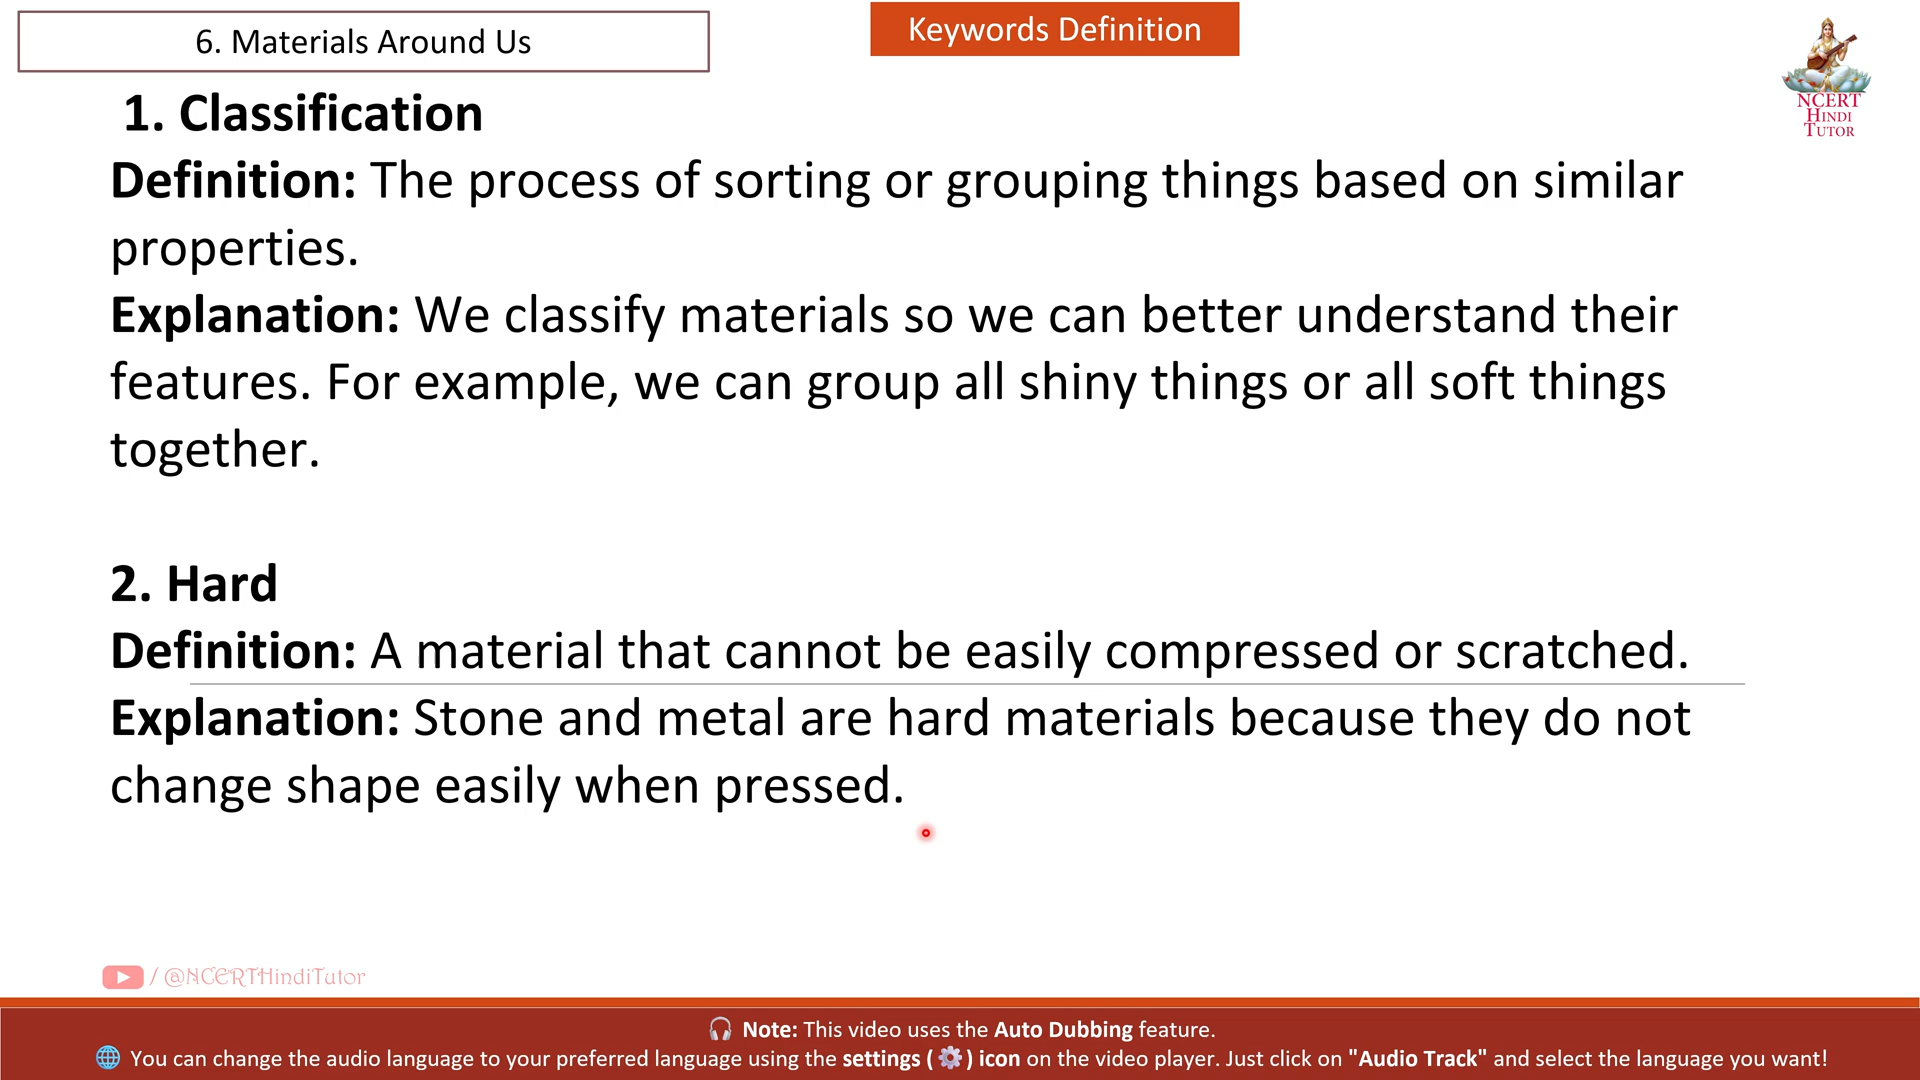 6. Materials Around Us
Keywords Definition
NCERT
HINDI
TUTOR
1. Classification
Definition: The process of sorting or grouping things based on similar
properties.
Explanation: We classify materials so we can better understand their
features. For example, we can group all shiny things or all soft things
together.
2. Hard
Definition: A material that cannot be easily compressed or scratched.
Explanation: Stone and metal are hard materials because they do not
change shape easily when pressed.
/ @NCERTHindiTutor
🎧 Note: This video uses the Auto Dubbing feature.
🌐 You can change the audio language to your preferred language using the settings ( ⚙️ ) icon on the video player. Just click on "Audio Track" and select the language you want!